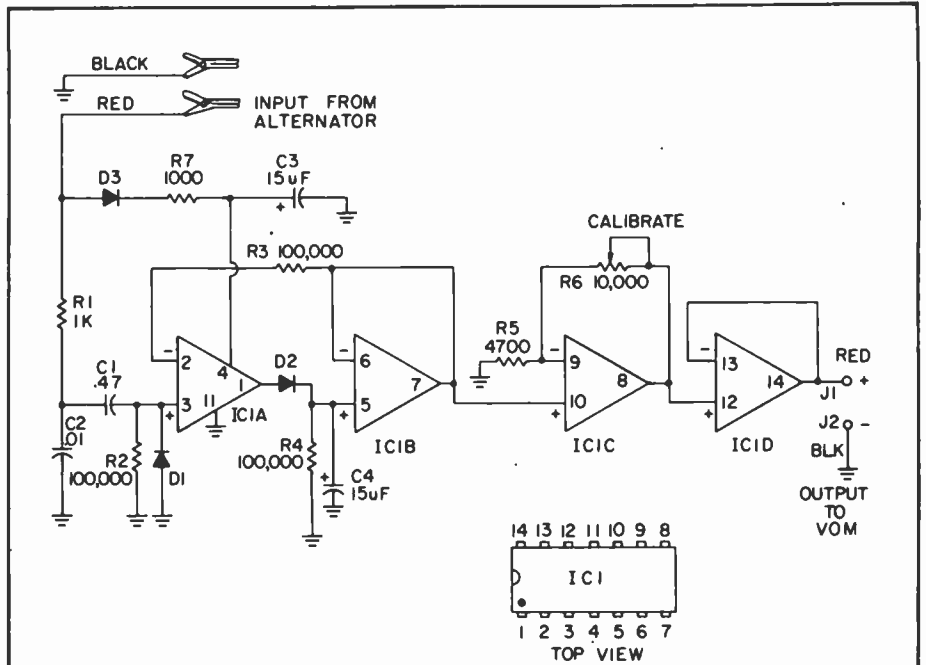 BLACK
RED
INPUT FROM
ALTERNATOR
D3
R7
1000
C3
15uF
+
CALIBRATE
R3 100,000
R6 10,000
R1
1K
C1
.47
C2
.01
R2
100,000
D1
-
2
4
1
3
11
+
IC1A
D2
R4
100,000
C4
15uF
+
-
6
7
5
+
IC1B
R5
4700
-
9
8
10
+
IC1C
-
13
14
12
+
IC1D
RED
+
J1
J2
-
BLK
OUTPUT
TO
VOM
14 13 12 11 10 9 8
IC1
1 2 3 4 5 6 7
TOP VIEW